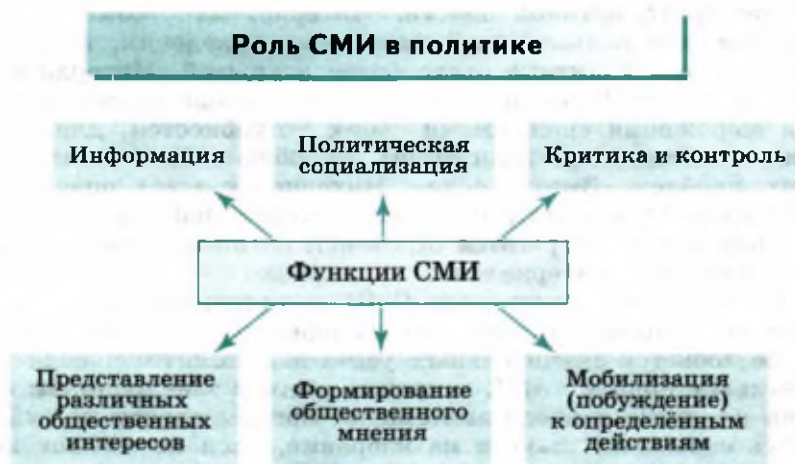 Роль СМИ в политике
Информация
Политическая
социализация
Критика и контроль
Функции СМИ
Представление
различных
общественных
интересов
Формирование
общественного
мнения
Мобилизация
(побуждение)
к определённым
действиям